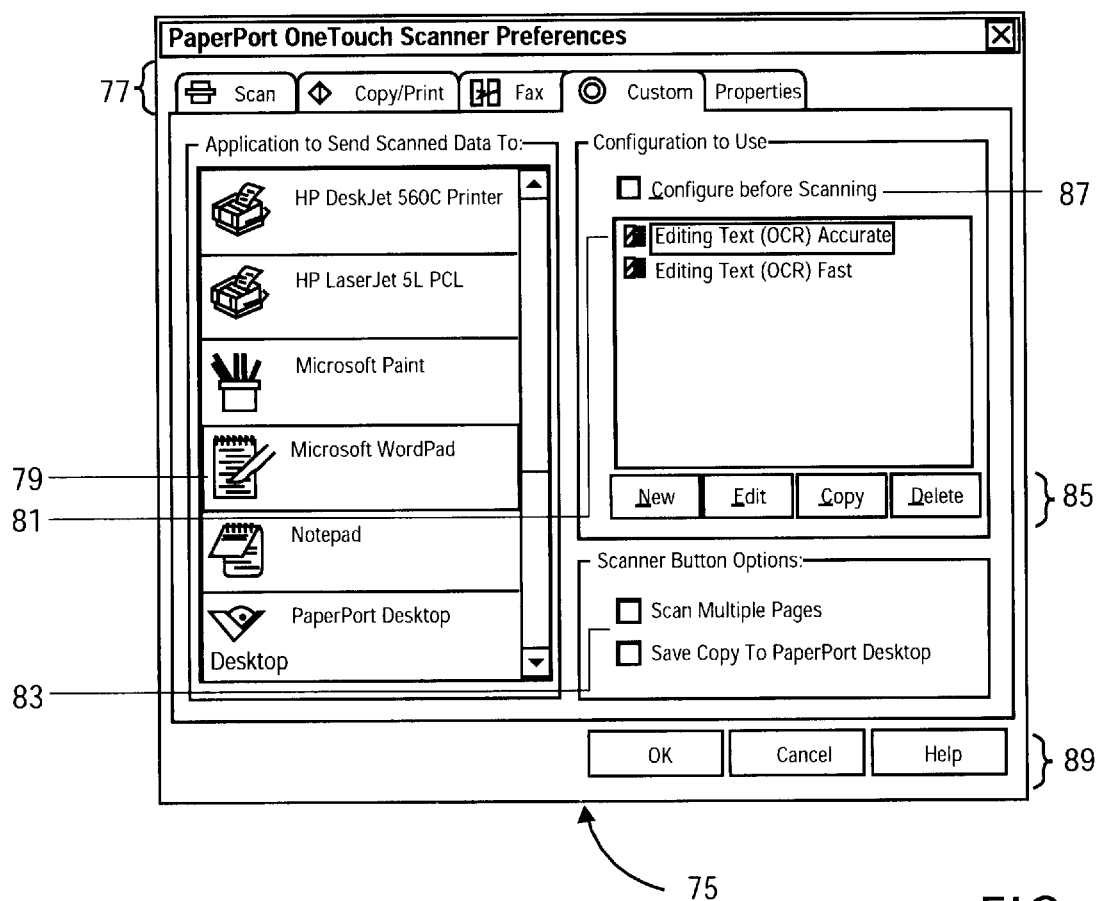 PaperPort OneTouch Scanner Preferences
77
Scan Copy/Print Fax Custom Properties
Application to Send Scanned Data To:
HP DeskJet 560C Printer
HP LaserJet 5L PCL
Microsoft Paint
Microsoft WordPad
79
81
Notepad
PaperPort Desktop
Desktop
83
Configuration to Use
Configure before Scanning
87
Editing Text (OCR) Accurate
Editing Text (OCR) Fast
New Edit Copy Delete
85
Scanner Button Options:
Scan Multiple Pages
Save Copy To PaperPort Desktop
OK Cancel Help
89
75